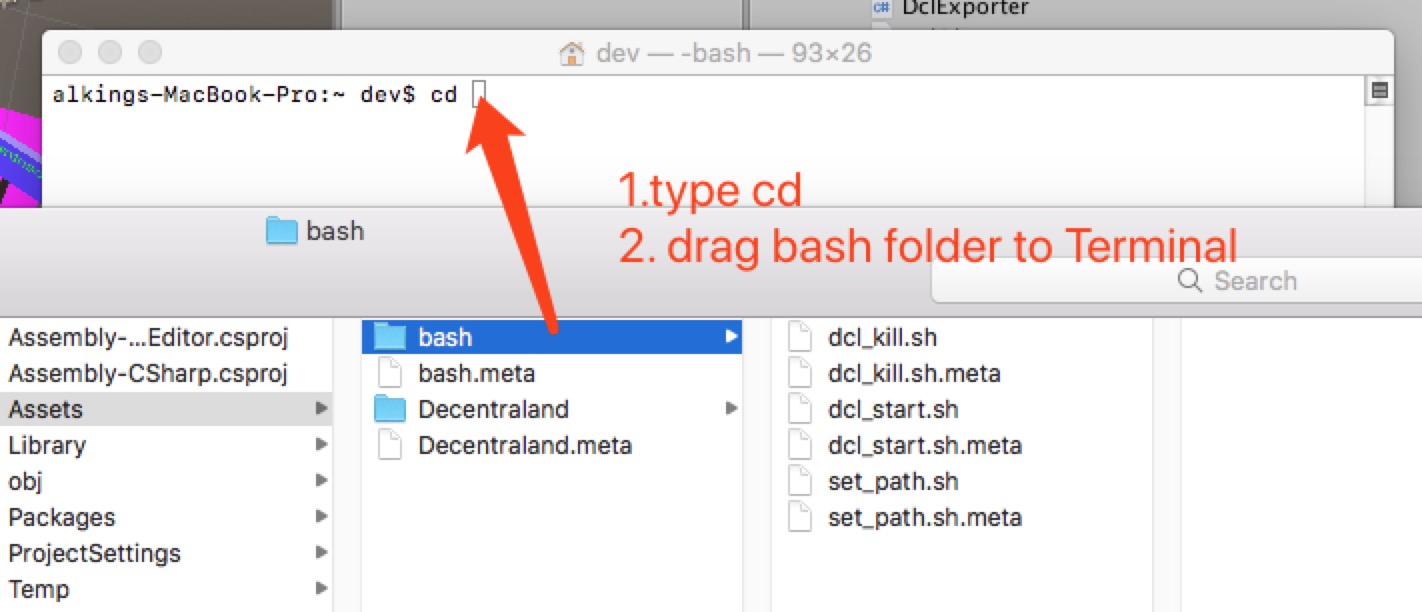 DclExporter
dev — -bash — 93×26
alkings-MacBook-Pro:~ dev$ cd
1.type cd
2. drag bash folder to Terminal
bash
Search
Assembly-...Editor.csproj
Assembly-CSharp.csproj
Assets
Library
obj
Packages
ProjectSettings
Temp
bash
bash.meta
Decentraland
Decentraland.meta
dcl_kill.sh
dcl_kill.sh.meta
dcl_start.sh
dcl_start.sh.meta
set_path.sh
set_path.sh.meta